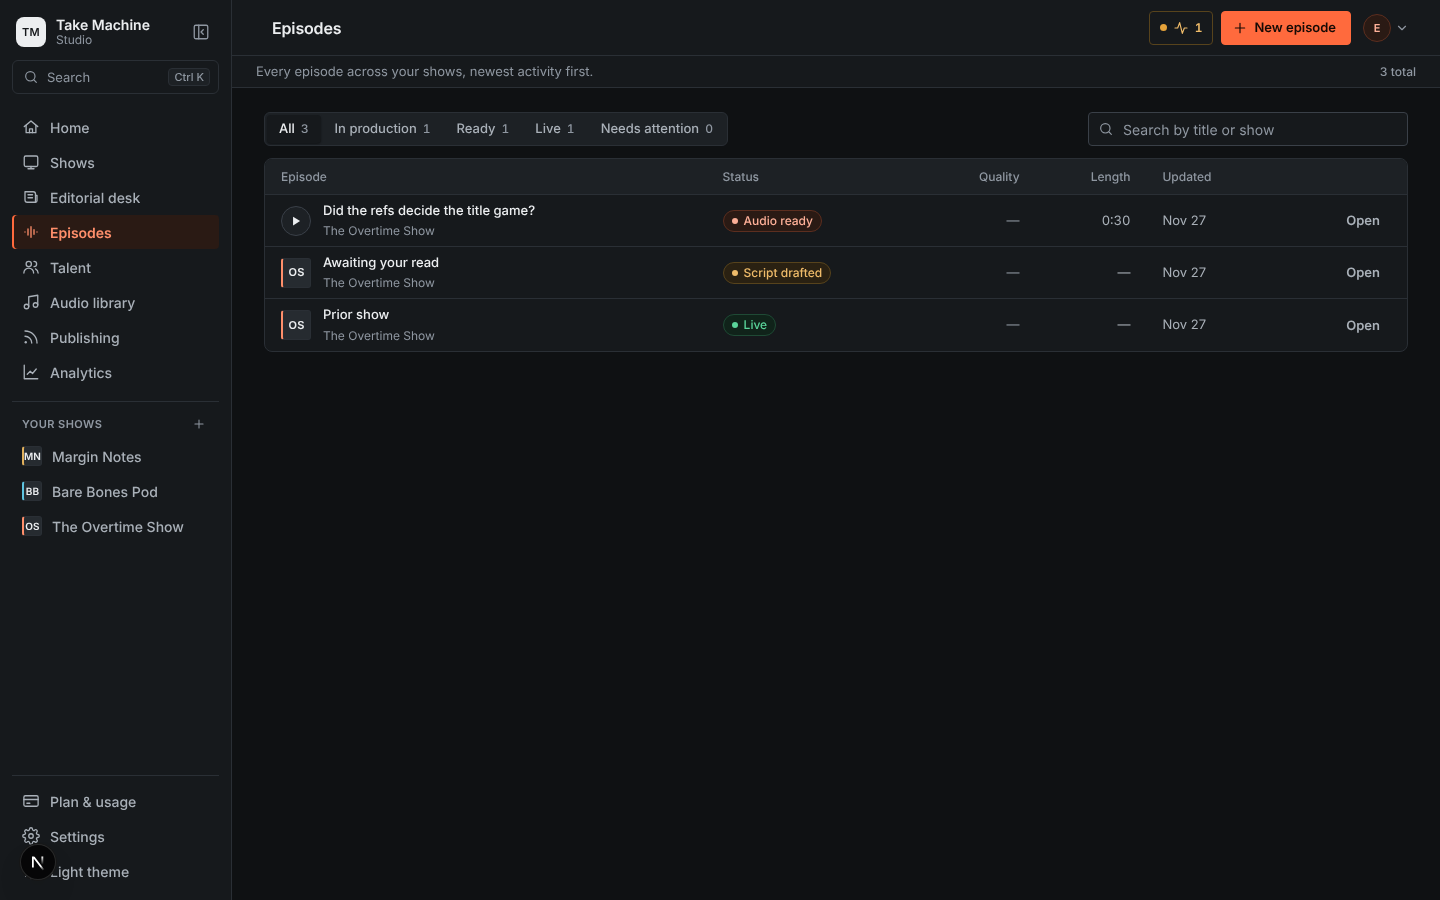 TM
Take Machine
Studio
Search
Ctrl K
Home
Shows
Editorial desk
Episodes
Talent
Audio library
Publishing
Analytics
YOUR SHOWS
MN Margin Notes
BB Bare Bones Pod
OS The Overtime Show
Plan & usage
Settings
N
Light theme
Episodes
1
New episode
E
Every episode across your shows, newest activity first.
3 total
All 3
In production 1
Ready 1
Live 1
Needs attention 0
Search by title or show
Episode Status Quality Length Updated
Did the refs decide the title game?
The Overtime Show
Audio ready — 0:30 Nov 27 Open
OS
Awaiting your read
The Overtime Show
Script drafted — — Nov 27 Open
OS
Prior show
The Overtime Show
Live — — Nov 27 Open